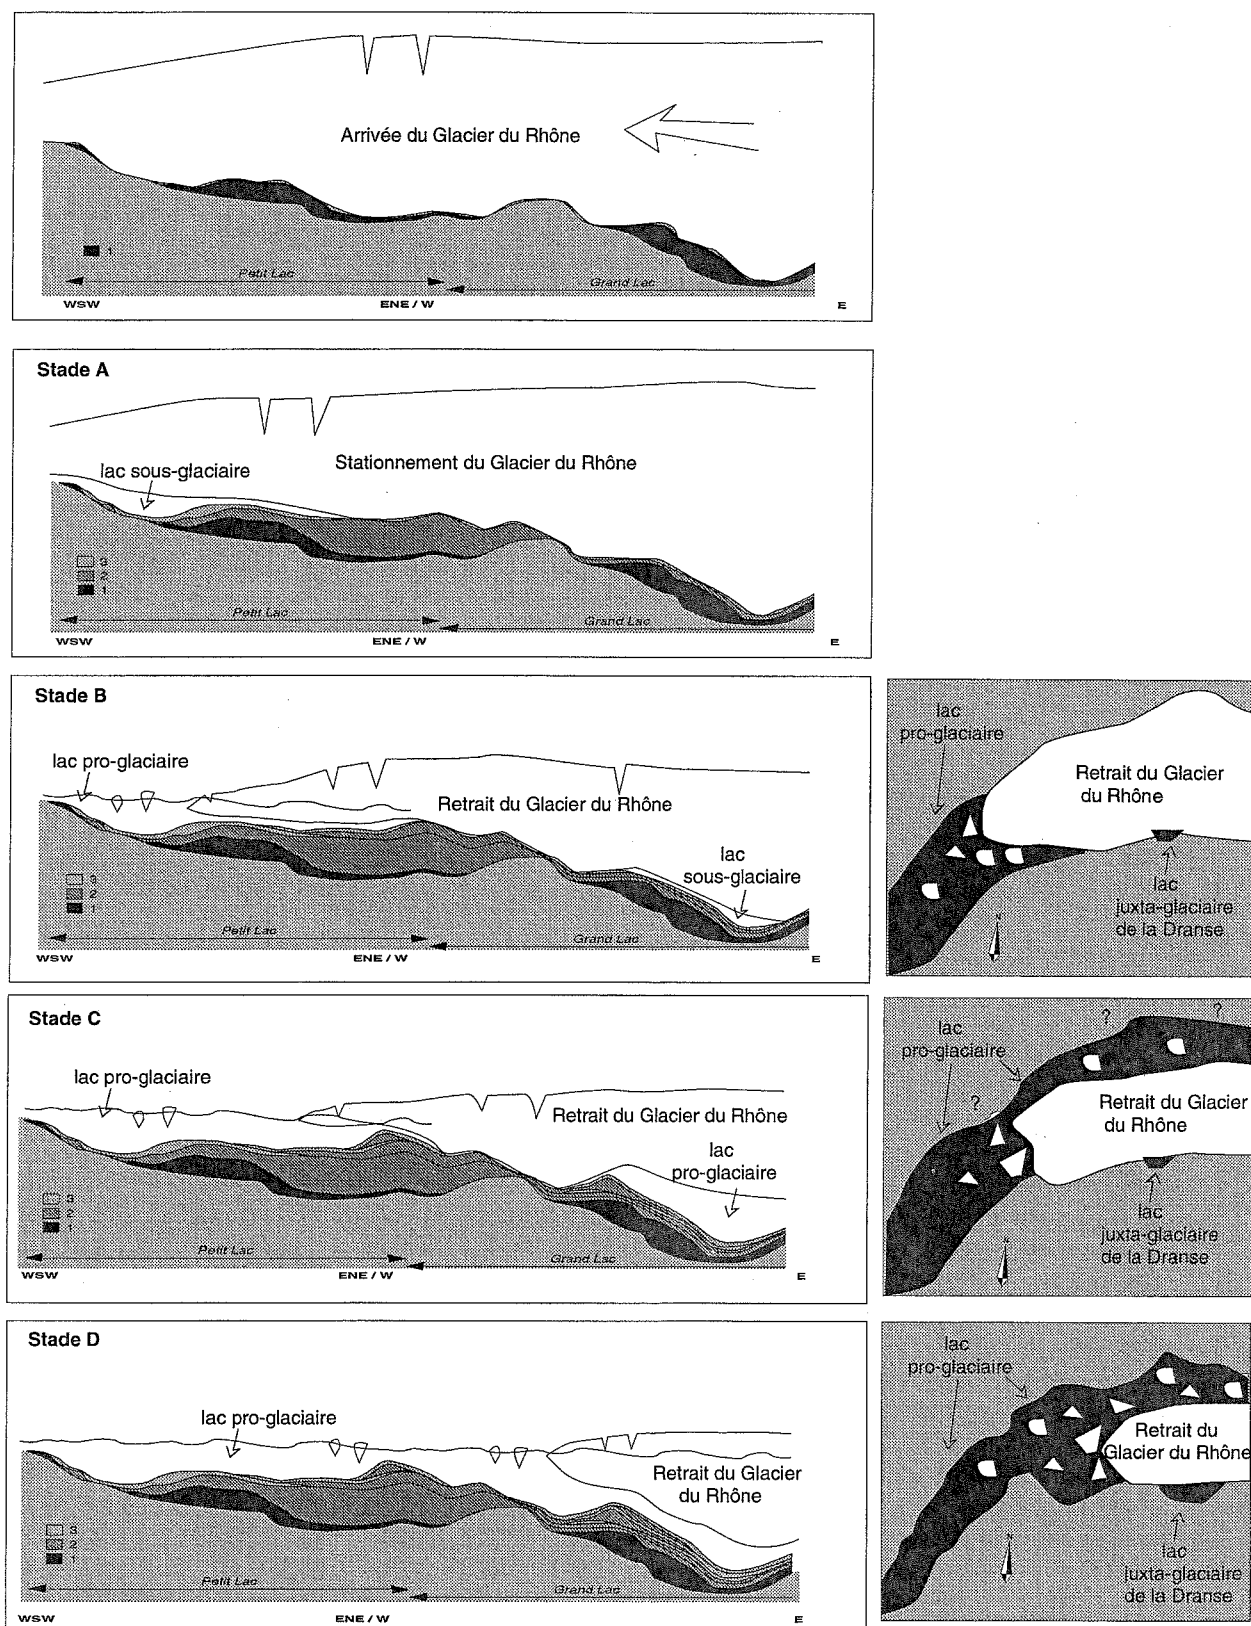 Arrivée du Glacier du Rhône
1
Petit Lac
Grand Lac
WSW
ENE / W
E
Stade A
lac sous-glaciaire
Stationnement du Glacier du Rhône
3
2
1
Petit Lac
Grand Lac
WSW
ENE / W
E
Stade B
lac pro-glaciaire
Retrait du Glacier du Rhône
lac
sous-glaciaire
3
2
1
Petit Lac
Grand Lac
WSW
ENE / W
E
lac
pro-glaciaire
Retrait du Glacier
du Rhône
lac
juxta-glaciaire
de la Dranse
N
Stade C
lac pro-glaciaire
Retrait du Glacier du Rhône
lac
pro-glaciaire
3
2
1
Petit Lac
Grand Lac
WSW
ENE / W
E
lac
pro-glaciaire
?
?
?
Retrait du Glacier
du Rhône
lac
juxta-glaciaire
de la Dranse
N
Stade D
lac pro-glaciaire
Retrait du Glacier
du Rhône
3
2
1
Petit Lac
Grand Lac
WSW
ENE / W
E
lac
pro-glaciaire
Retrait du
Glacier du Rhône
lac
juxta-glaciaire
de la Dranse
N